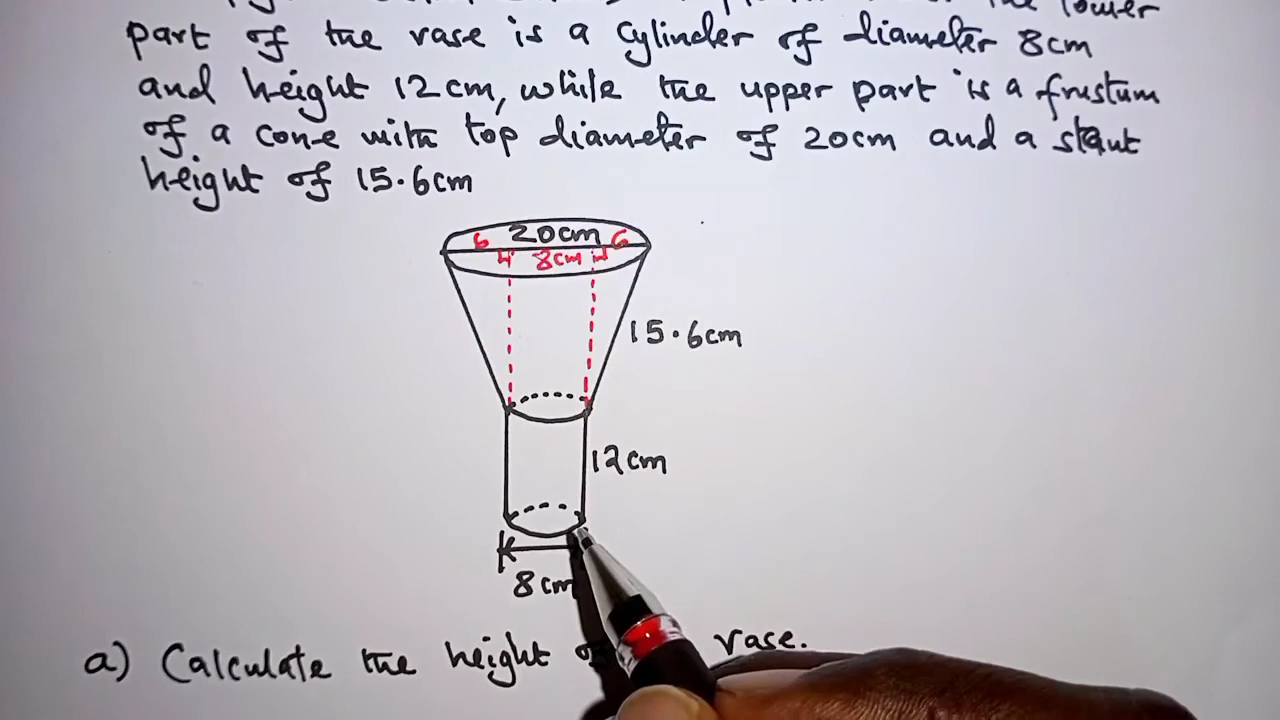 the lower
part of the vase is a cylinder of diameter 8cm
and height 12cm, while the upper part is a frustum
of a cone with top diameter of 20cm and a slant
height of 15.6cm
6 20cm 6
8cm
15.6cm
12cm
8cm
a) Calculate the height vase.